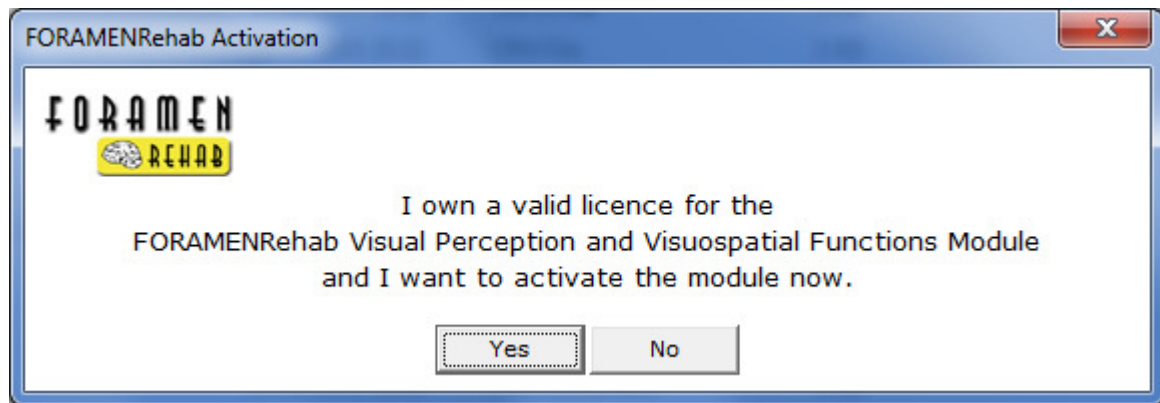 FORAMENRehab Activation
FORAMEN
REHAB
I own a valid licence for the
FORAMENRehab Visual Perception and Visuospatial Functions Module
and I want to activate the module now.
Yes No